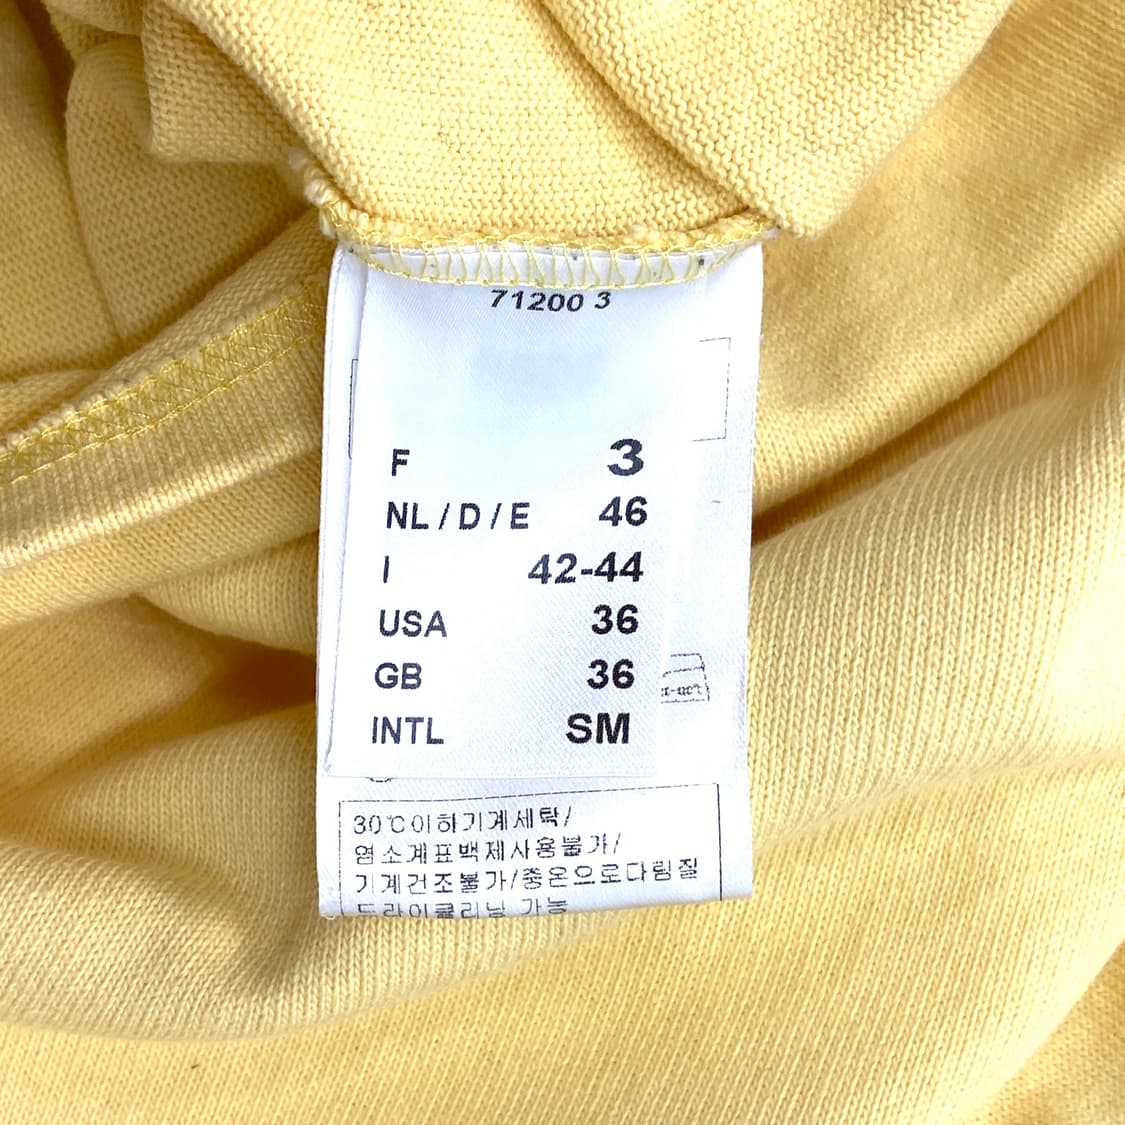 71200 3
F 3
NL / D / E 46
I 42-44
USA 36
GB 36
INTL SM
30℃이하기계세탁/
염소계표백제사용불가/
기계건조불가/중온으로다림질
드라이클리닝 가능